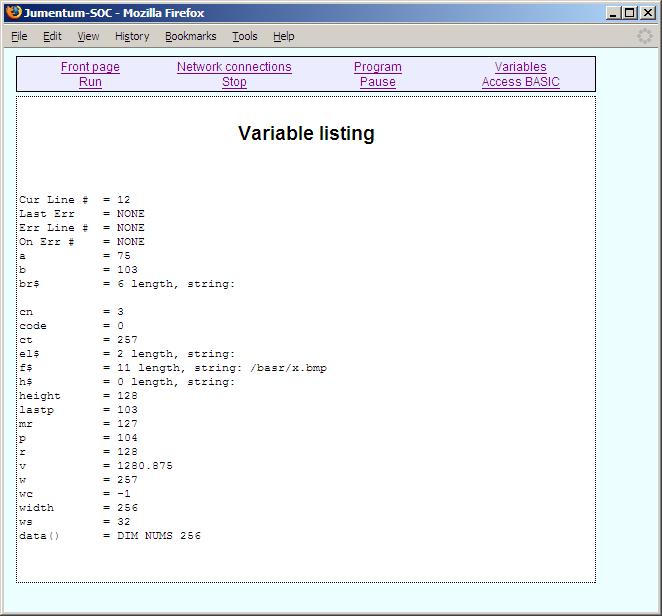 Jumentum-SOC - Mozilla Firefox
File Edit View History Bookmarks Tools Help
Front page Network connections Program Variables
Run Stop Pause Access BASIC
Variable listing
Cur Line # = 12
Last Err = NONE
Err Line # = NONE
On Err # = NONE
a = 75
b = 103
br$ = 6 length, string:
cn = 3
code = 0
ct = 257
el$ = 2 length, string:
f$ = 11 length, string: /basr/x.bmp
h$ = 0 length, string:
height = 128
lastp = 103
mr = 127
p = 104
r = 128
v = 1280.875
w = 257
wc = -1
width = 256
ws = 32
data() = DIM NUMS 256